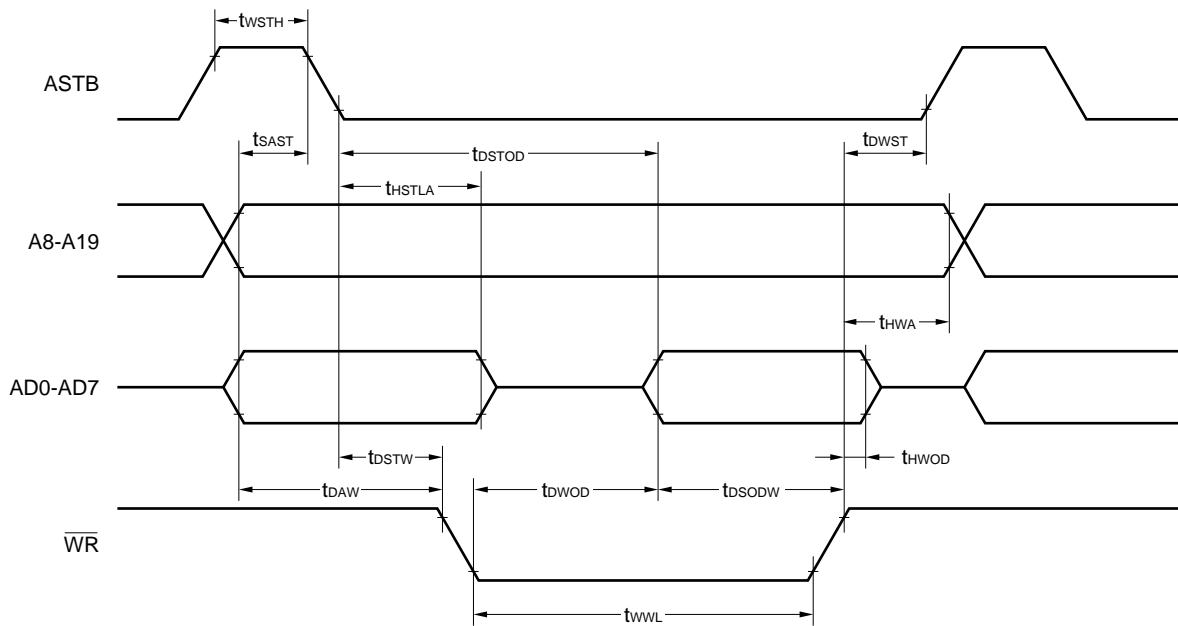 tWSTH
ASTB
tSAST
tDSTOD
tDWST
tHSTLA
A8-A19
tHWA
AD0-AD7
tDSTW
tHWOD
tDAW
tDWOD
tDSODW
WR
tWWL